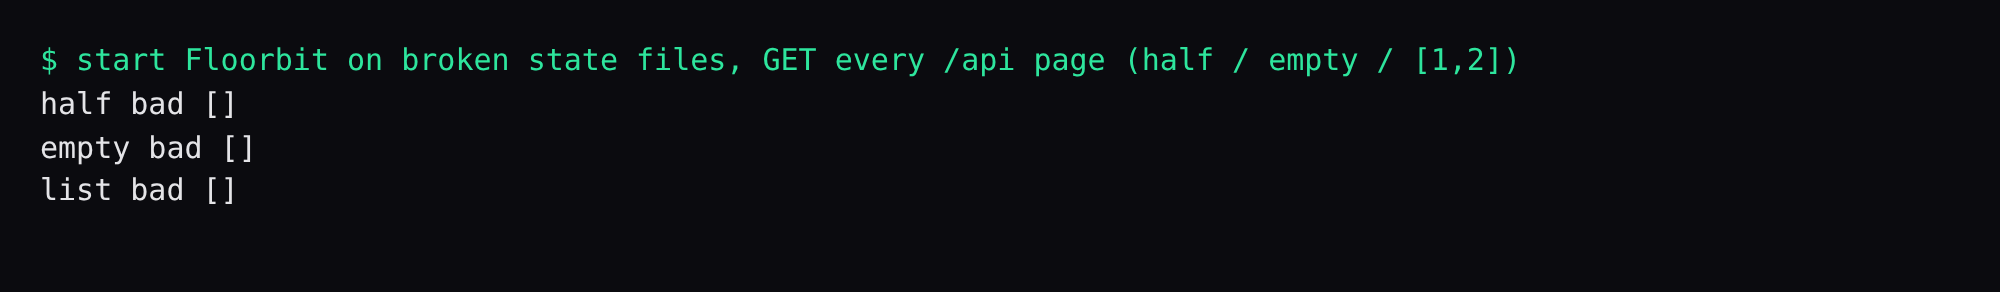 $ start Floorbit on broken state files, GET every /api page (half / empty / [1,2])
half bad []
empty bad []
list bad []